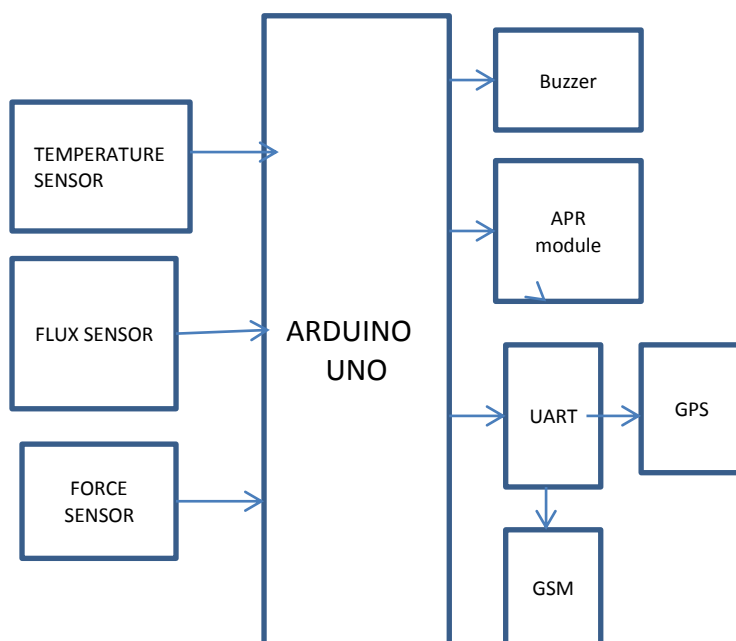 Buzzer
TEMPERATURE
SENSOR
APR
module
FLUX SENSOR
ARDUINO
UNO
UART
GPS
FORCE
SENSOR
GSM